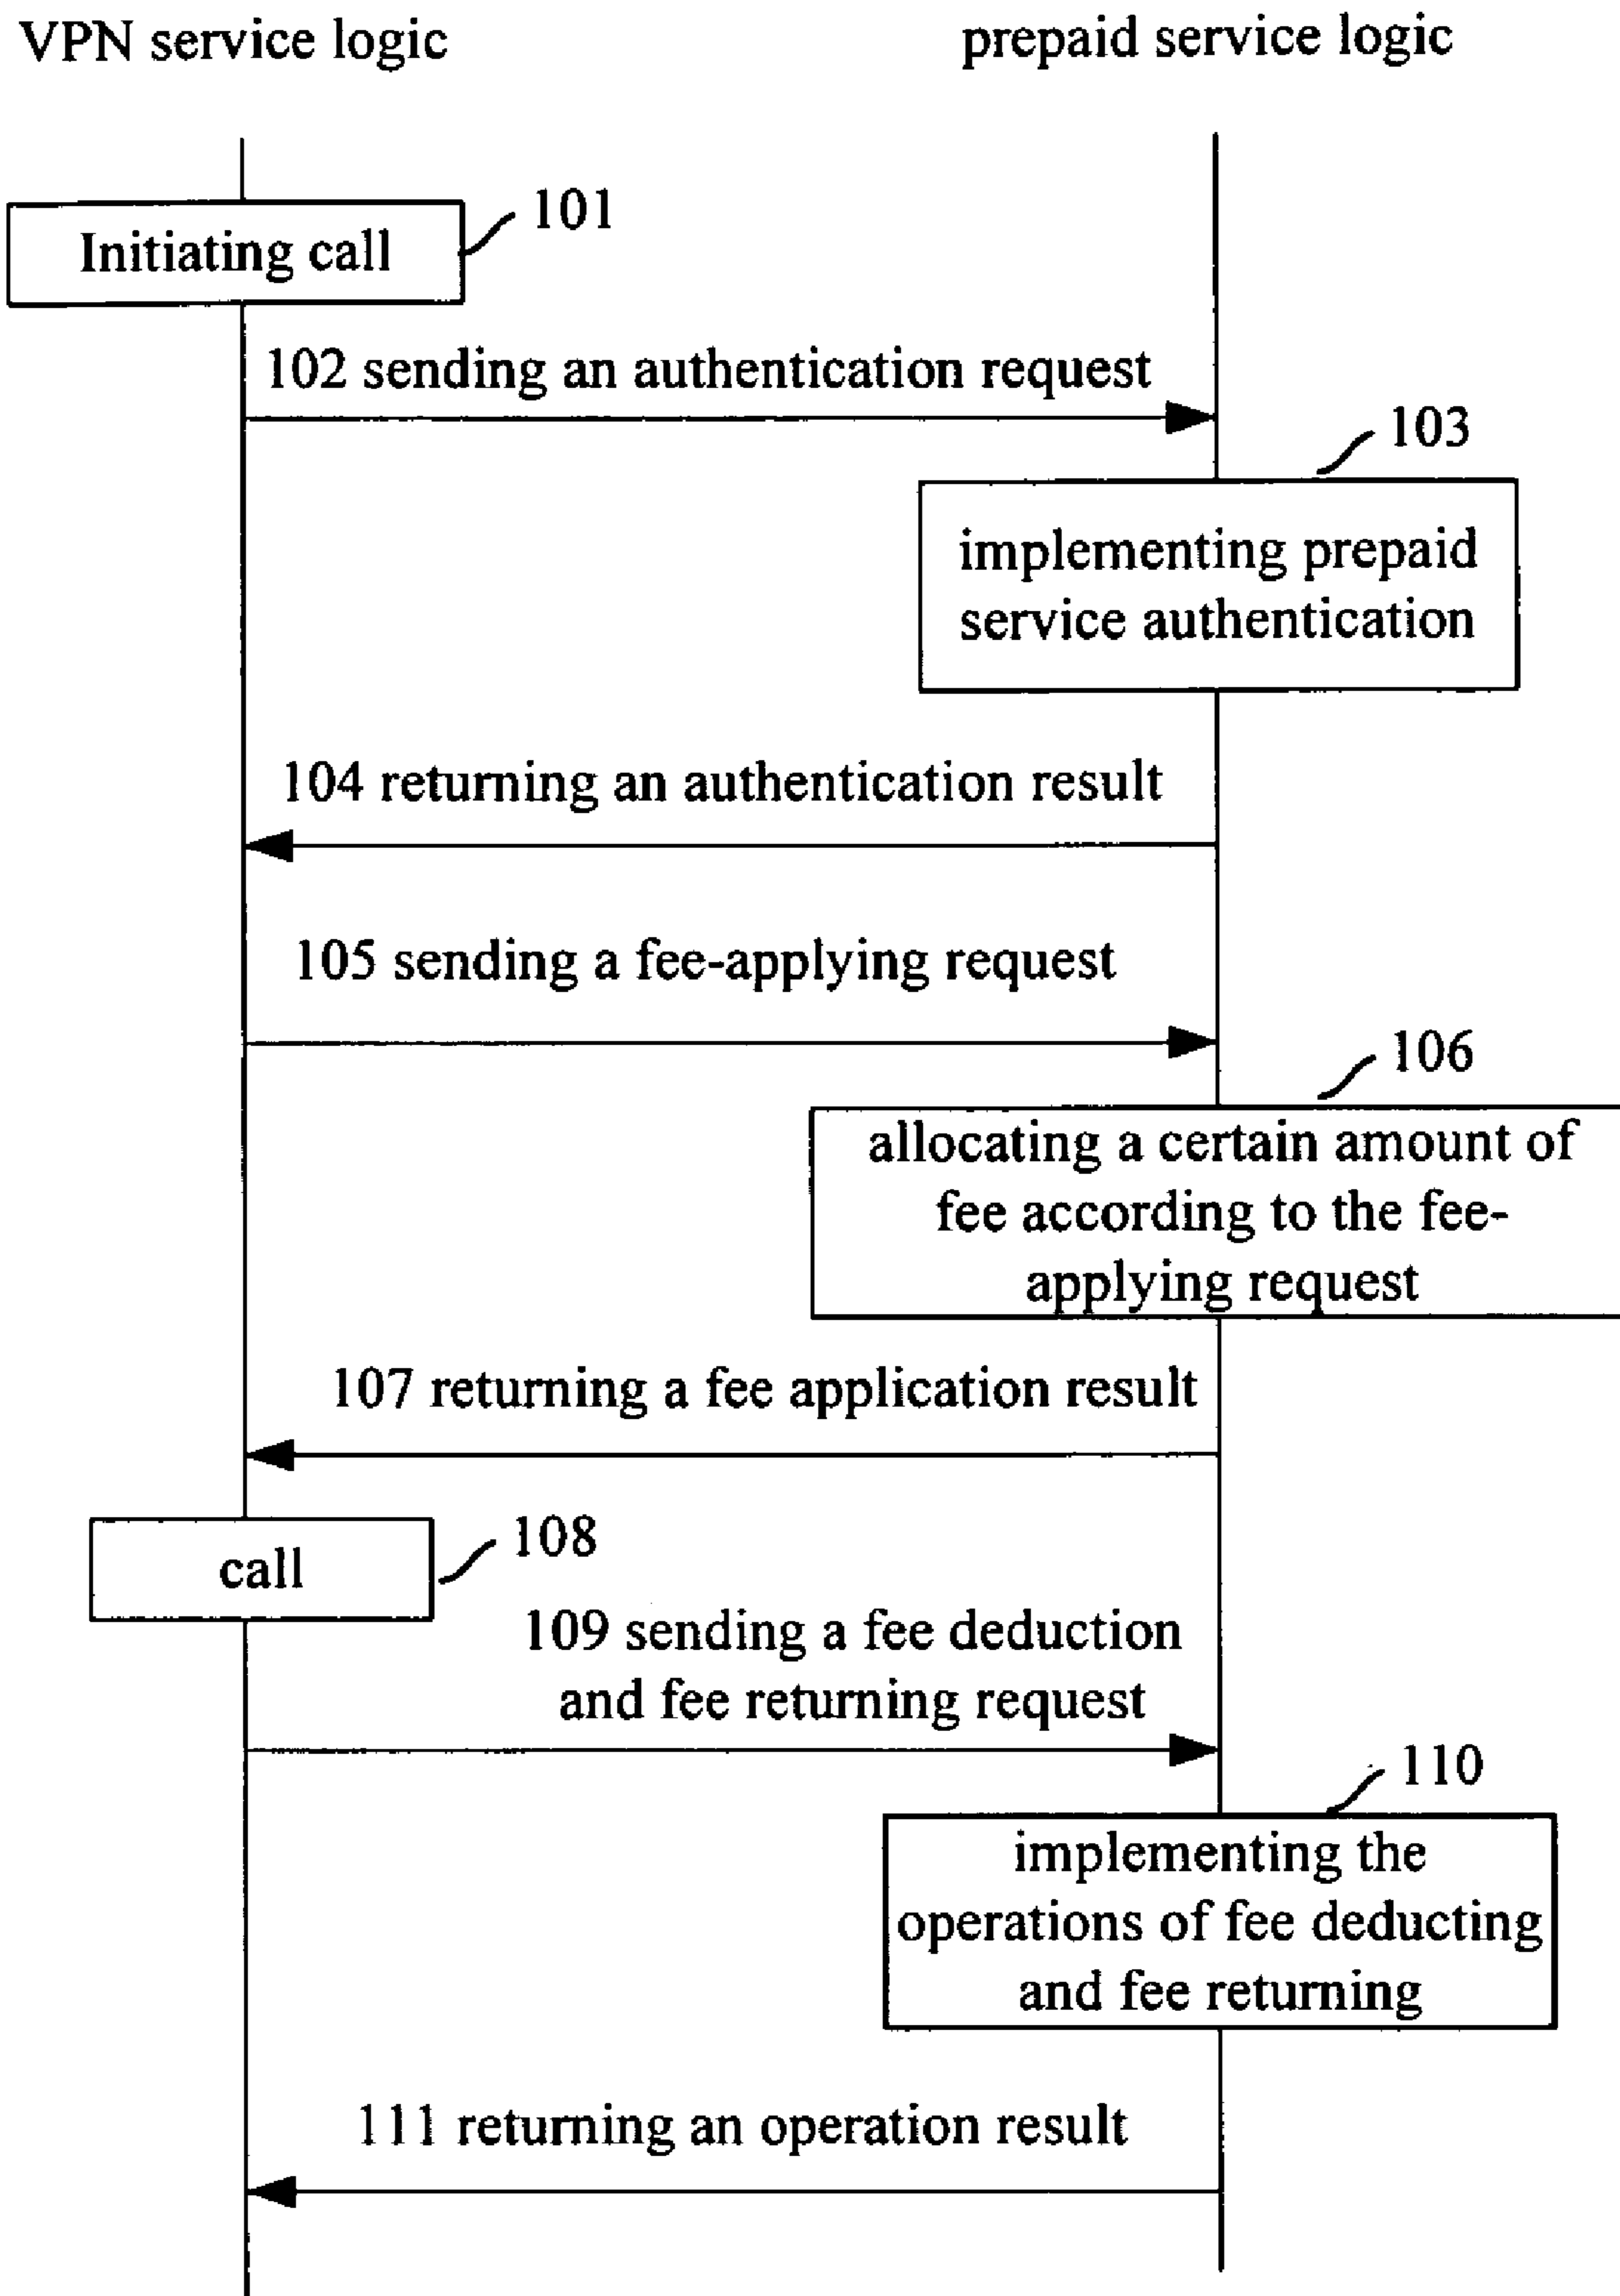 VPN service logic
prepaid service logic
101
Initiating call
102 sending an authentication request
103
implementing prepaid
service authentication
104 returning an authentication result
105 sending a fee-applying request
106
allocating a certain amount of
fee according to the fee-
applying request
107 returning a fee application result
108
call
109 sending a fee deduction
and fee returning request
110
implementing the
operations of fee deducting
and fee returning
111 returning an operation result